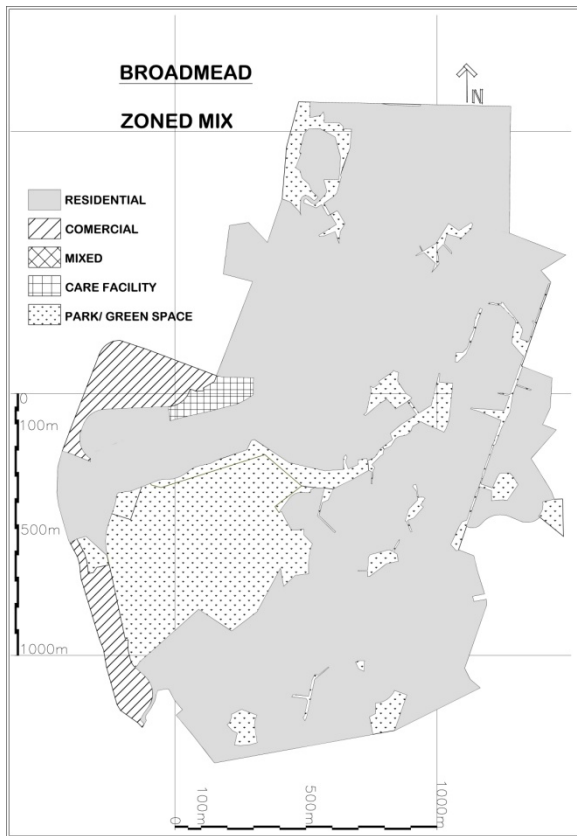 BROADMEAD
ZONED MIX
N
RESIDENTIAL
COMERCIAL
MIXED
CARE FACILITY
PARK/ GREEN SPACE
0
100m
500m
1000m
0
100m
500m
1000m